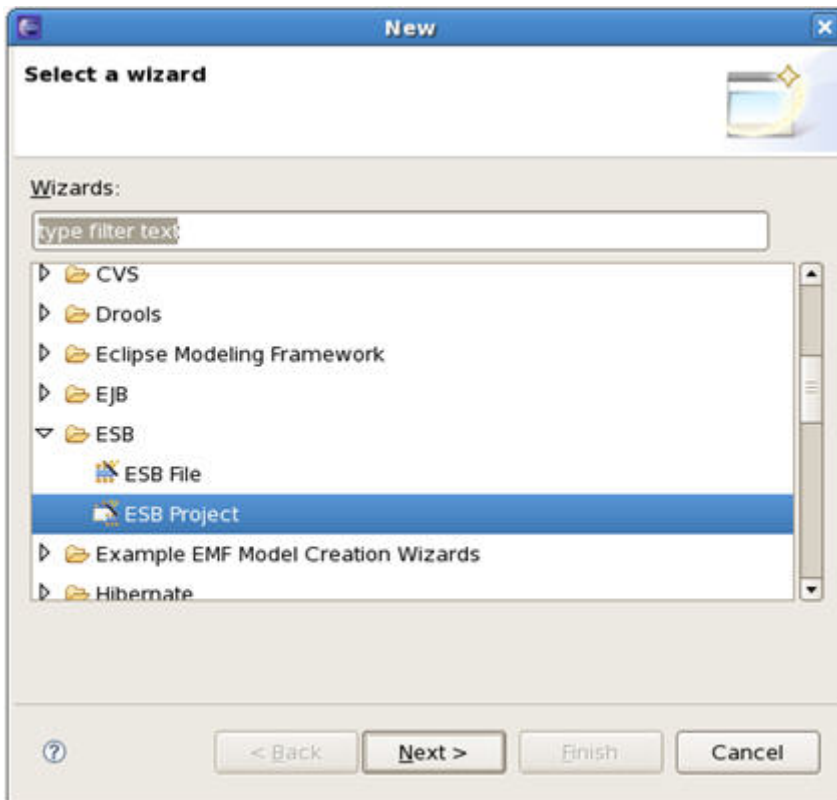 New
Select a wizard
Wizards:
type filter text
CVS
Drools
Eclipse Modeling Framework
EJB
ESB
ESB File
ESB Project
Example EMF Model Creation Wizards
Hibernate
< Back Next > Finish Cancel